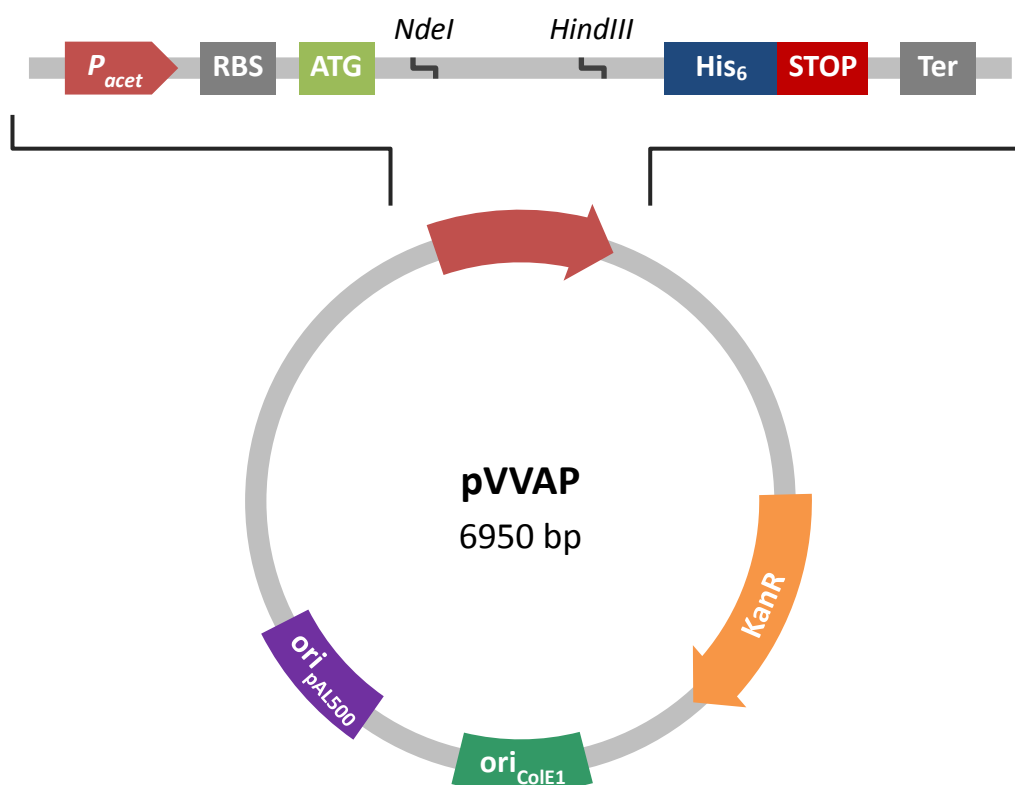 NdeI HindIII
Pacet RBS ATG His6 STOP Ter
pVVAP
6950 bp
KanR
ori pAL500
ori ColE1